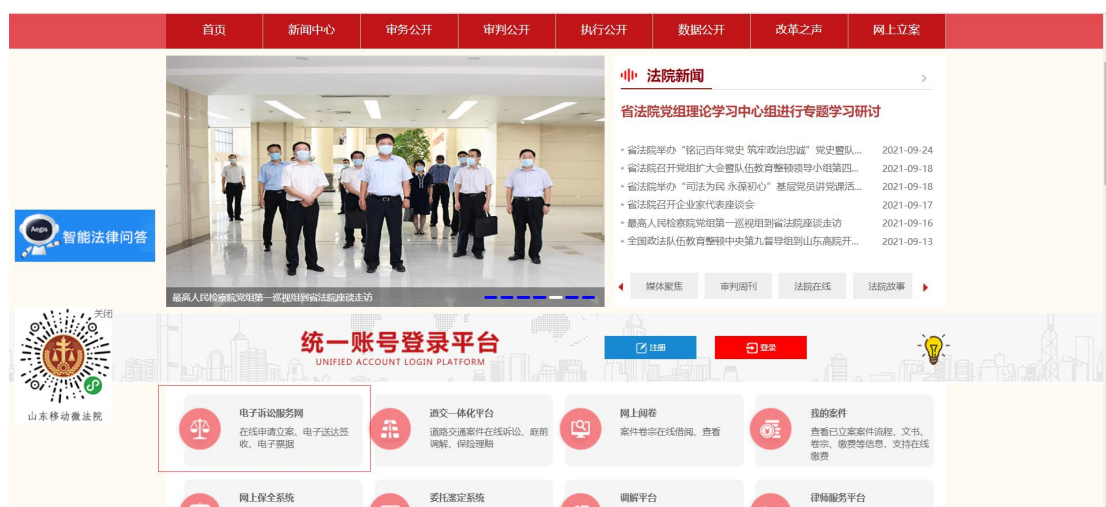 首页 新闻中心 审务公开 审判公开 执行公开 数据公开 改革之声 网上立案
法院新闻 >
省法院党组理论学习中心组进行专题学习研讨
省法院举办“铭记百年党史 筑牢政治忠诚”党史暨队... 2021-09-24
省法院召开党组扩大会暨队伍教育整顿领导小组第四... 2021-09-18
省法院举办“司法为民 永葆初心”基层党员讲党课活... 2021-09-18
省法院召开企业家代表座谈会 2021-09-17
最高人民检察院党组第一巡视组到省法院座谈走访 2021-09-16
全国政法队伍教育整顿中央第九督导组到山东高院开... 2021-09-13
媒体聚焦 审判周刊 法院在线 法院故事
最高人民检察院党组第一巡视组到省法院座谈走访
Aegis
智能法律问答
关闭
山东移动微法院
统一账号登录平台
UNIFIED ACCOUNT LOGIN PLATFORM
注册
登录
电子诉讼服务网
在线申请立案、电子送达签
收、电子票据
道交一体化平台
道路交通案件在线诉讼、庭前
调解、保险理赔
网上阅卷
案件卷宗在线借阅、查看
我的案件
查看已立案案件流程、文书、
卷宗、缴费等信息，支持在线
缴费
网上保全系统
委托鉴定系统
调解平台
律师服务平台